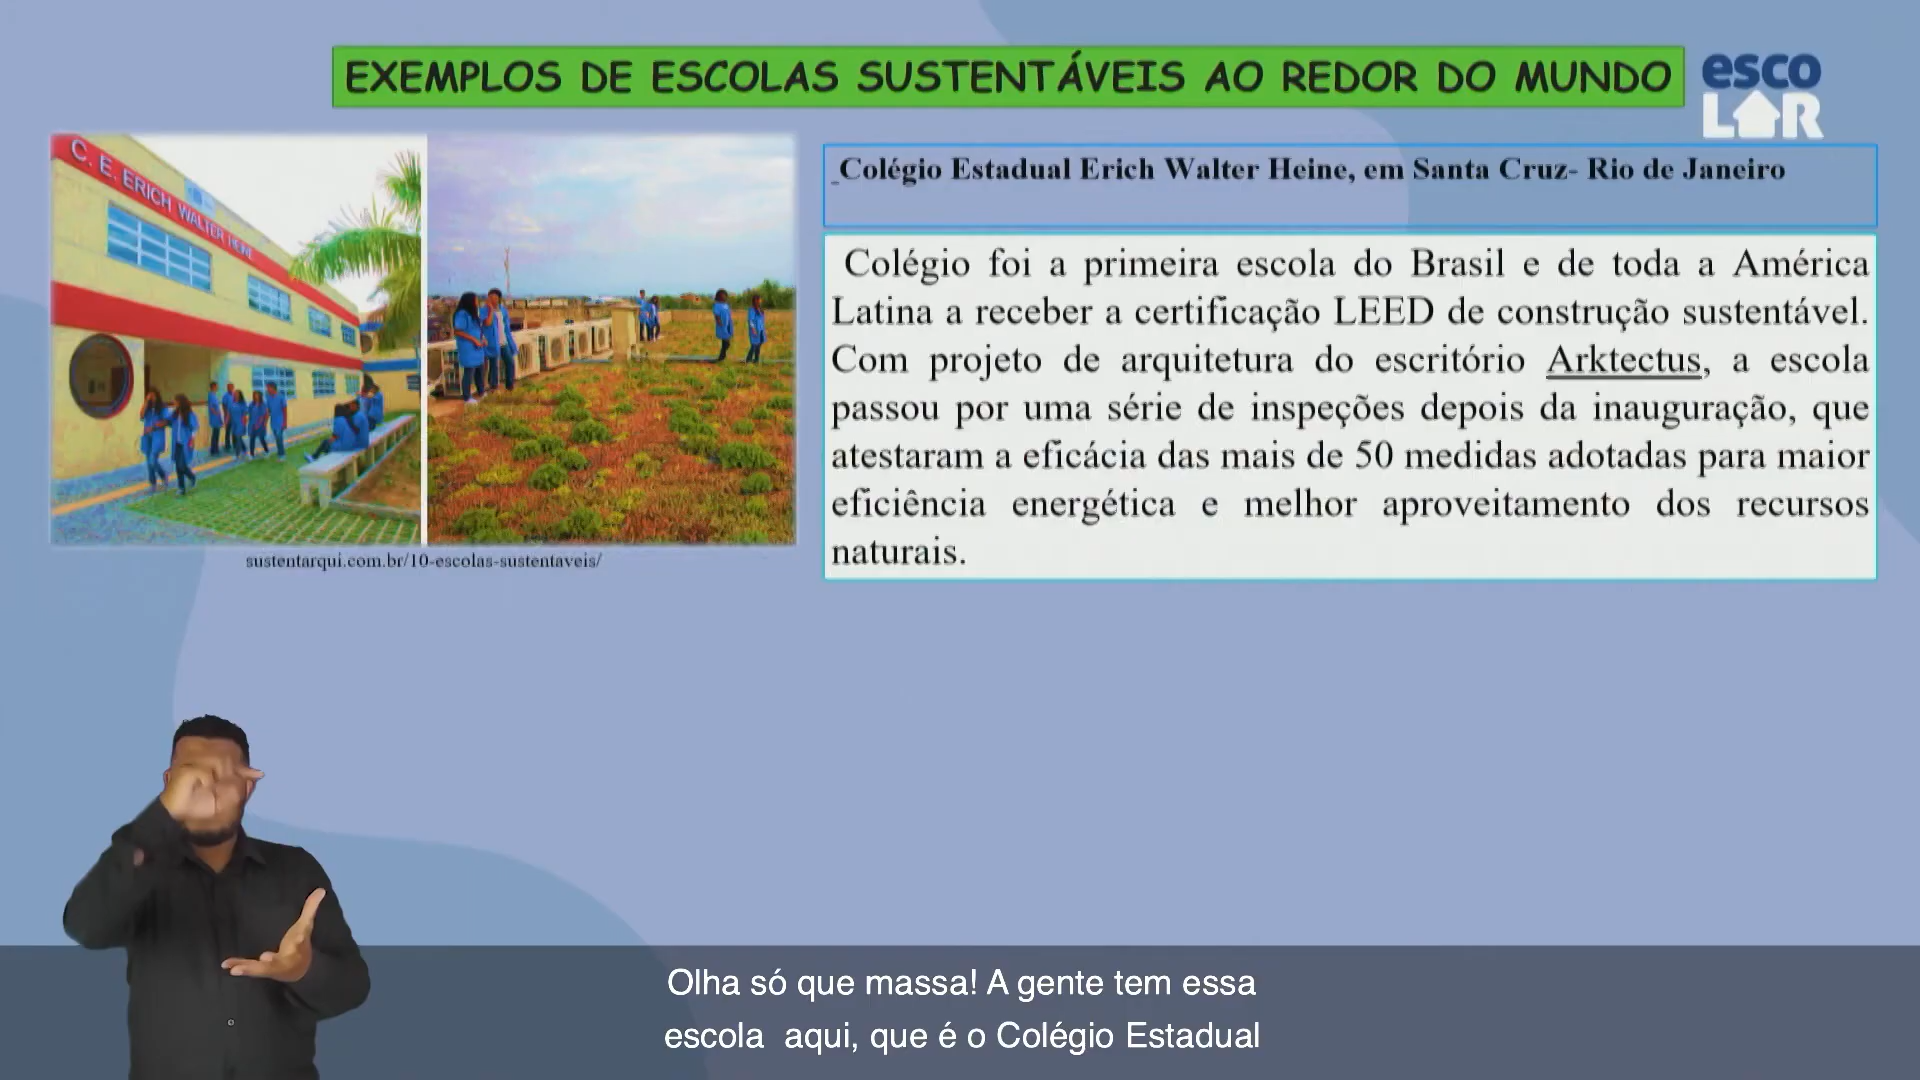 EXEMPLOS DE ESCOLAS SUSTENTÁVEIS AO REDOR DO MUNDO
esco
LAR
C. E. ERICH WALTER HEINE
sustentarqui.com.br/10-escolas-sustentaveis/
Colégio Estadual Erich Walter Heine, em Santa Cruz- Rio de Janeiro
Colégio foi a primeira escola do Brasil e de toda a América
Latina a receber a certificação LEED de construção sustentável.
Com projeto de arquitetura do escritório Arktectus, a escola
passou por uma série de inspeções depois da inauguração, que
atestaram a eficácia das mais de 50 medidas adotadas para maior
eficiência energética e melhor aproveitamento dos recursos
naturais.
Olha só que massa! A gente tem essa
escola aqui, que é o Colégio Estadual